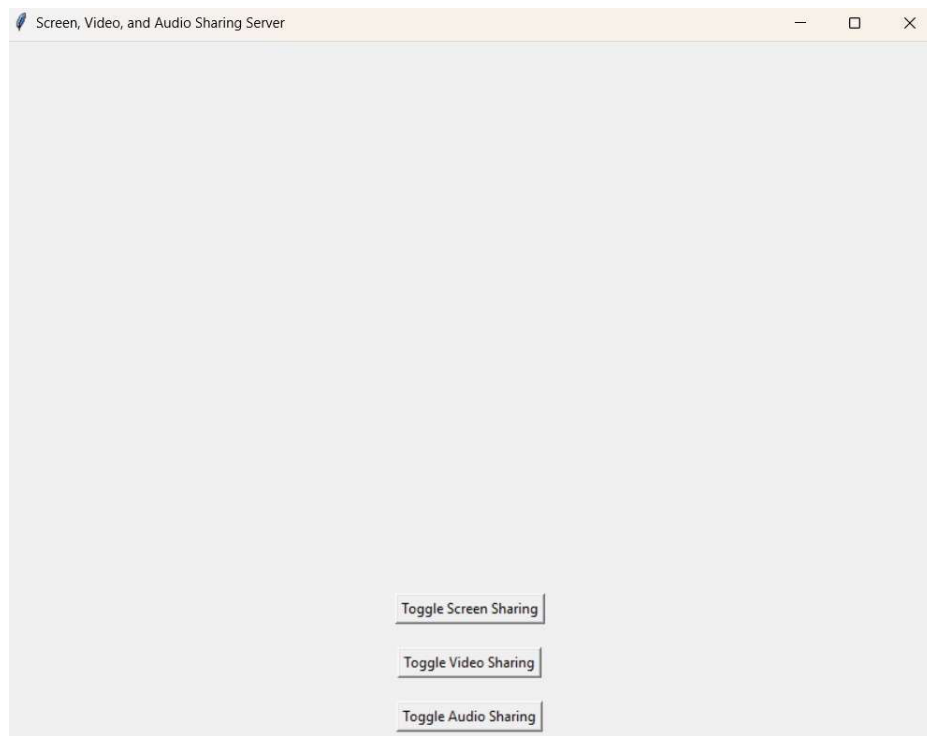 Screen, Video, and Audio Sharing Server
Toggle Screen Sharing
Toggle Video Sharing
Toggle Audio Sharing